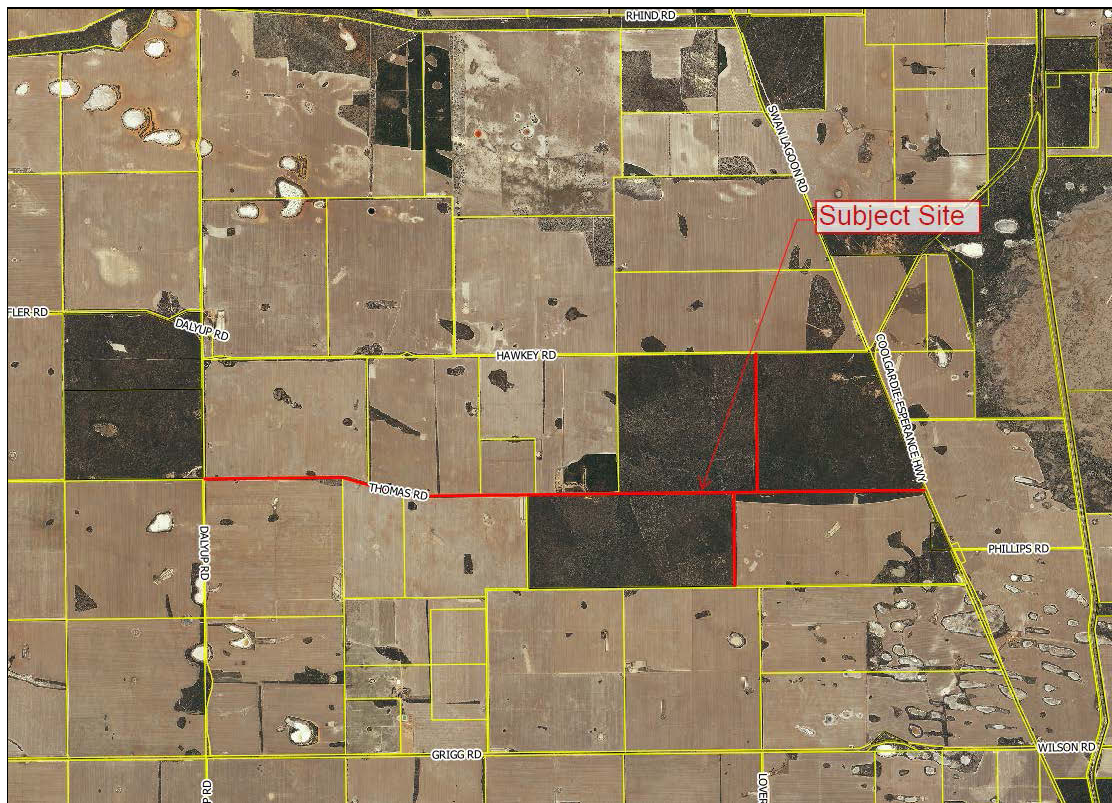 RHIND RD
SWAN LAGOON RD
Subject Site
FLER RD
DALYUP RD
HAWKEY RD
COOLGARDIE-ESPERANCE HWY
THOMAS RD
DALYUP RD
PHILLIPS RD
GRIGG RD
WILSON RD
P RD
LOVER